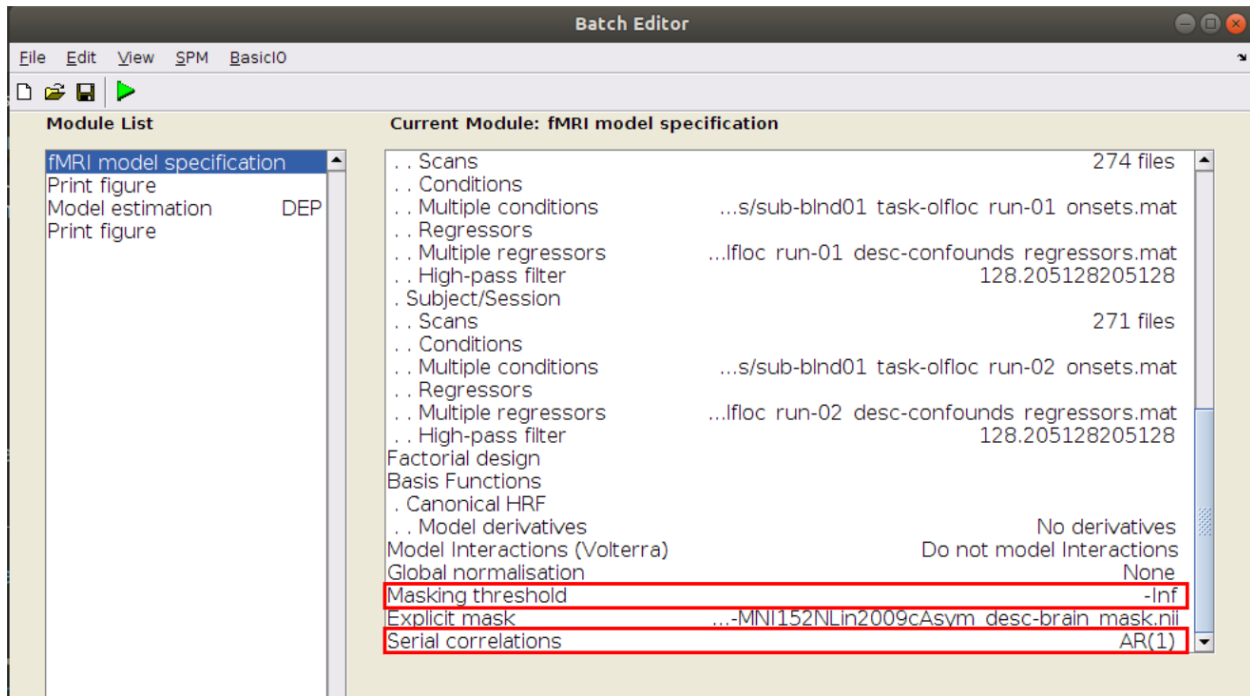 Batch Editor
File Edit View SPM BasicIO
Module List
Current Module: fMRI model specification
fMRI model specification
Print figure
Model estimation DEP
Print figure
. . Scans 274 files
. . Conditions
. . Multiple conditions ...s/sub-blnd01 task-olfloc run-01 onsets.mat
. . Regressors
. . Multiple regressors ...lfloc run-01 desc-confounds regressors.mat
. . High-pass filter 128.205128205128
. Subject/Session
. . Scans 271 files
. . Conditions
. . Multiple conditions ...s/sub-blnd01 task-olfloc run-02 onsets.mat
. . Regressors
. . Multiple regressors ...lfloc run-02 desc-confounds regressors.mat
. . High-pass filter 128.205128205128
Factorial design
Basis Functions
. Canonical HRF
. . Model derivatives No derivatives
Model Interactions (Volterra) Do not model Interactions
Global normalisation None
Masking threshold -Inf
Explicit mask ...-MNI152NLin2009cAsym desc-brain mask.nii
Serial correlations AR(1)